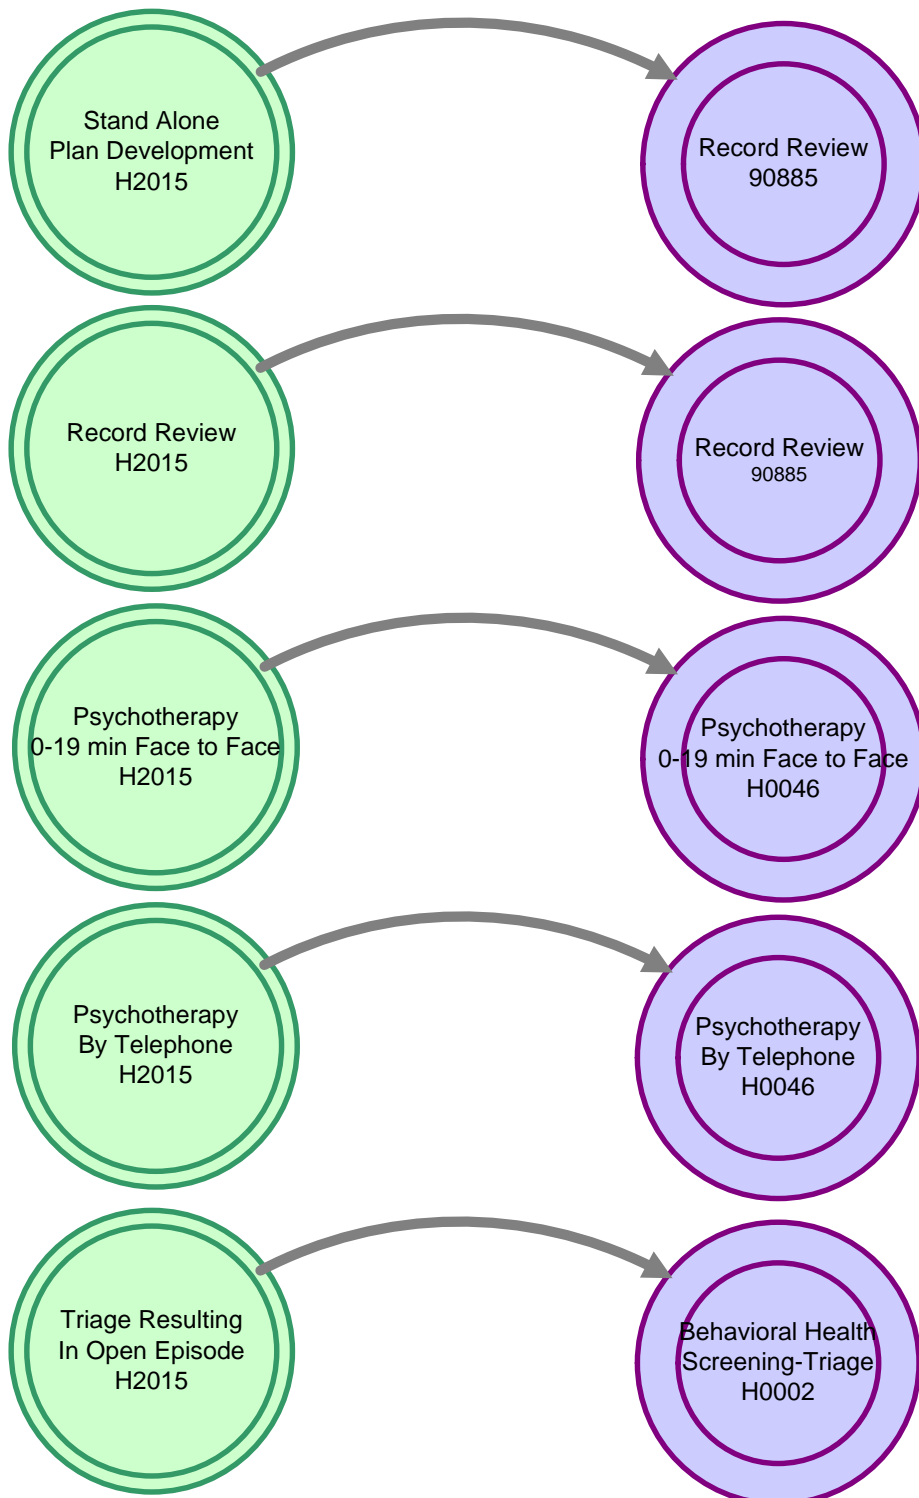 Stand Alone
Plan Development
H2015
Record Review
90885
Record Review
H2015
Record Review
90885
Psychotherapy
0-19 min Face to Face
H2015
Psychotherapy
0-19 min Face to Face
H0046
Psychotherapy
By Telephone
H2015
Psychotherapy
By Telephone
H0046
Triage Resulting
In Open Episode
H2015
Behavioral Health
Screening-Triage
H0002